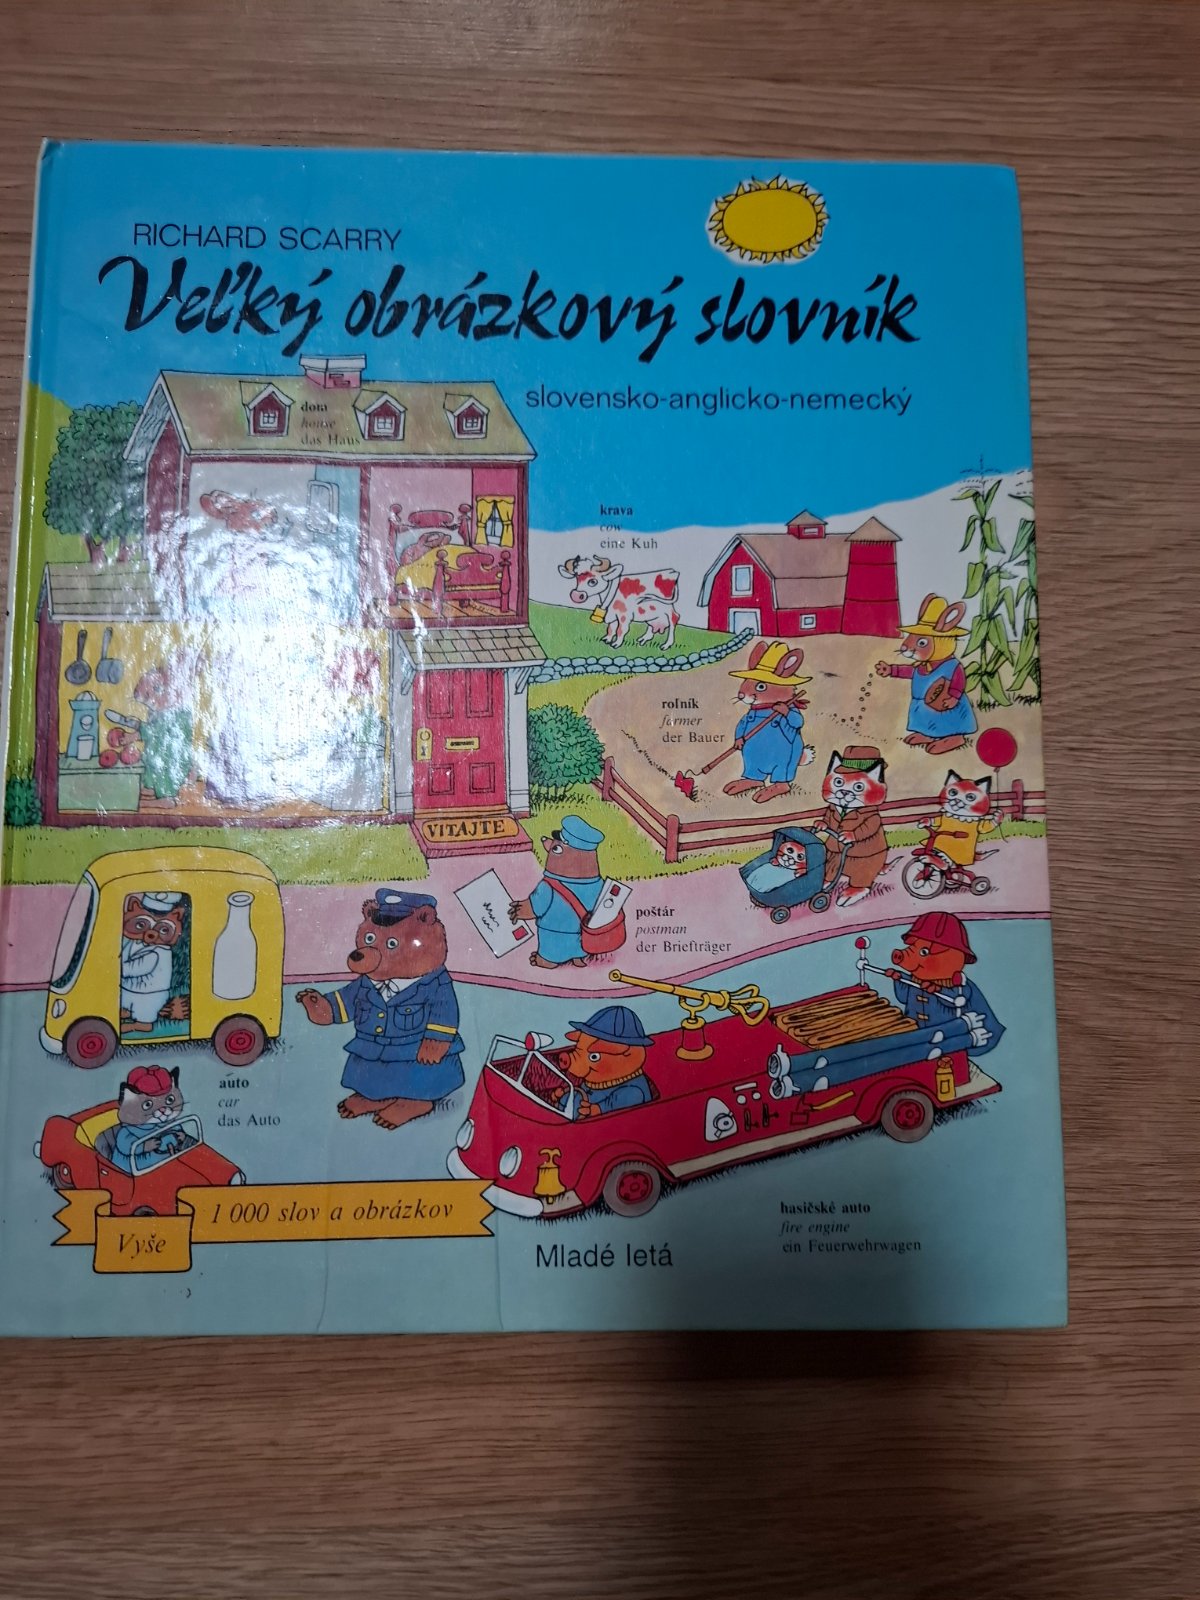 RICHARD SCARRY
Veľký obrázkový slovník
slovensko-anglicko-nemecký
dom
house
das Haus
krava
cow
eine Kuh
roľník
farmer
der Bauer
VITAJTE
poštár
postman
der Briefträger
auto
car
das Auto
1 000 slov a obrázkov
Vyše
hasičské auto
fire engine
ein Feuerwehrwagen
Mladé letá